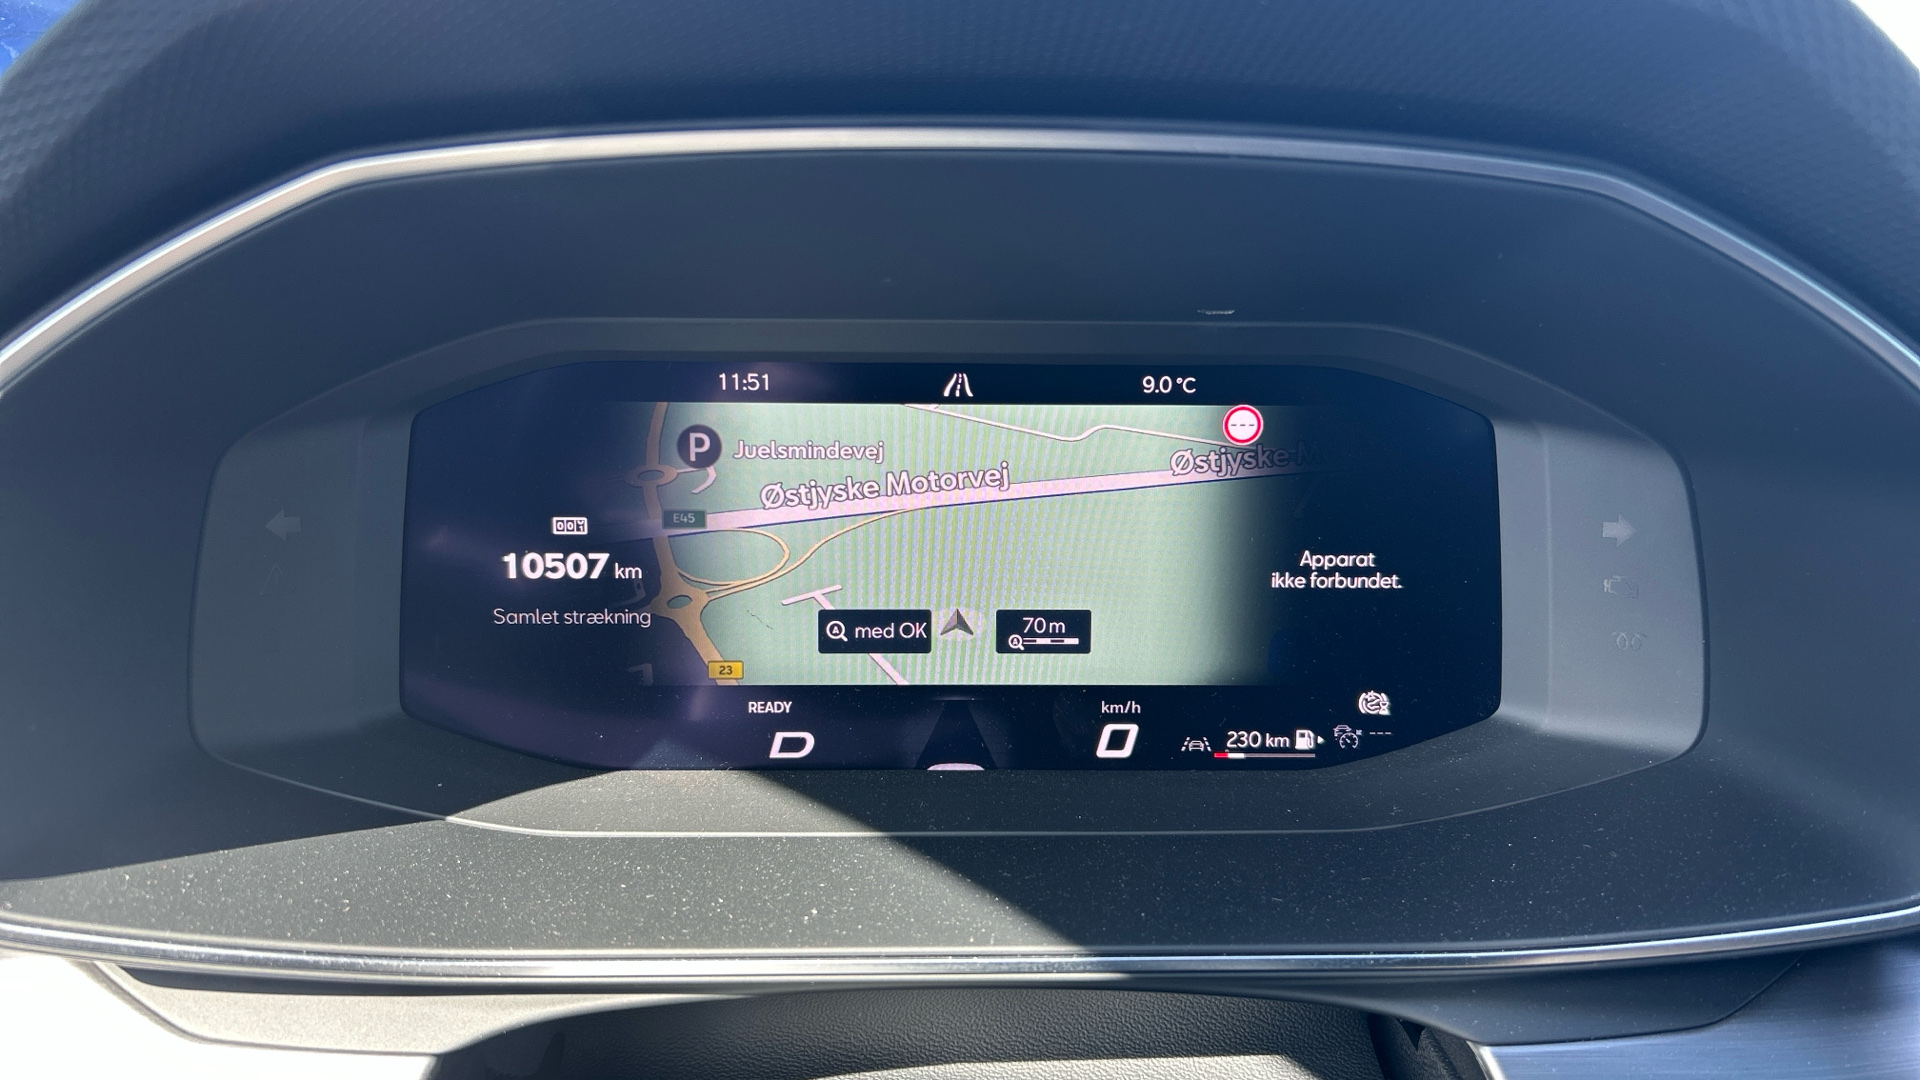 11:51
9.0 °C
P
Juelsmindevej
Østjyske Motorvej
Østjyske M
E45
10507 km
Samlet strækning
Apparat
ikke forbundet.
A med OK
70 m
A
23
READY
D
km/h
0
230 km
---